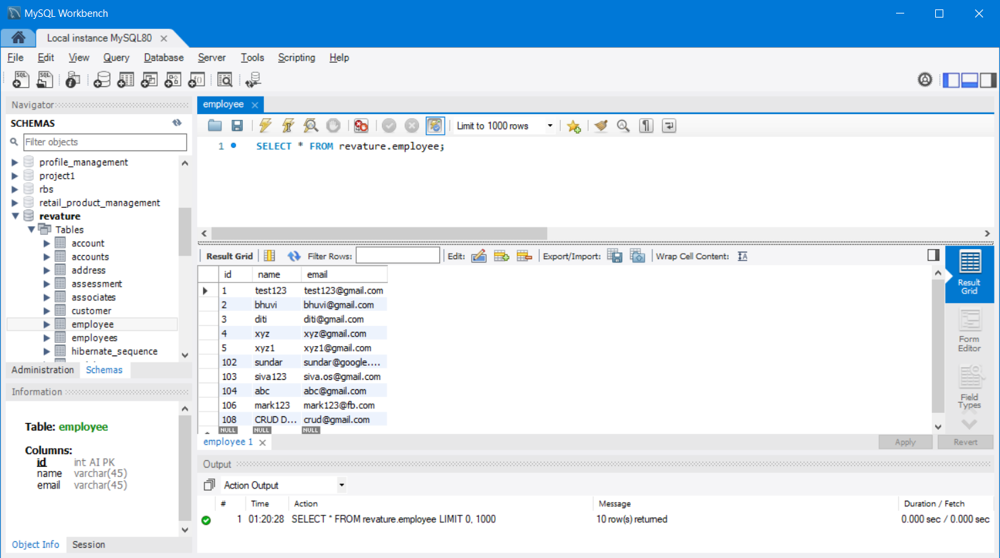 MySQL Workbench
Local instance MySQL80
File Edit View Query Database Server Tools Scripting Help
Navigator
SCHEMAS
Filter objects
profile_management
project1
rbs
retail_product_management
revature
Tables
account
accounts
address
assessment
associates
customer
employee
employees
hibernate_sequence
Administration Schemas
Information
Table: employee
Columns:
id int AI PK
name varchar(45)
email varchar(45)
Object Info Session
employee
Limit to 1000 rows
1 SELECT * FROM revature.employee;
Result Grid Filter Rows: Edit: Export/Import: Wrap Cell Content:
id name email
1 test123 test123@gmail.com
2 bhuvi bhuvi@gmail.com
3 diti diti@gmail.com
4 xyz xyz@gmail.com
5 xyz1 xyz1@gmail.com
102 sundar sundar@google....
103 siva123 siva.os@gmail.com
104 abc abc@gmail.com
106 mark123 mark123@fb.com
108 CRUD D... crud@gmail.com
NULL NULL NULL
Result
Grid
Form
Editor
Field
Types
employee 1
Apply Revert
Output
Action Output
# Time Action Message Duration / Fetch
1 01:20:28 SELECT * FROM revature.employee LIMIT 0, 1000 10 row(s) returned 0.000 sec / 0.000 sec